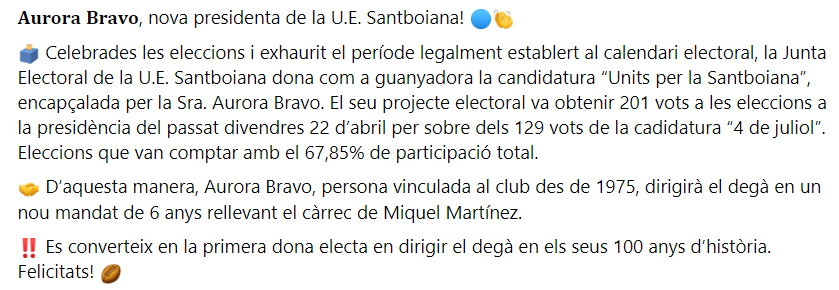 Aurora Bravo, nova presidenta de la U.E. Santboiana! 🔵👏
🗳️ Celebrades les eleccions i exhaurit el període legalment establert al calendari electoral, la Junta
Electoral de la U.E. Santboiana dona com a guanyadora la candidatura “Units per la Santboiana”,
encapçalada per la Sra. Aurora Bravo. El seu projecte electoral va obtenir 201 vots a les eleccions a
la presidència del passat divendres 22 d’abril per sobre dels 129 vots de la cadidatura “4 de juliol”.
Eleccions que van comptar amb el 67,85% de participació total.
🤝 D’aquesta manera, Aurora Bravo, persona vinculada al club des de 1975, dirigirà el degà en un
nou mandat de 6 anys rellevant el càrrec de Miquel Martínez.
‼️ Es converteix en la primera dona electa en dirigir el degà en els seus 100 anys d’història.
Felicitats! 🏉